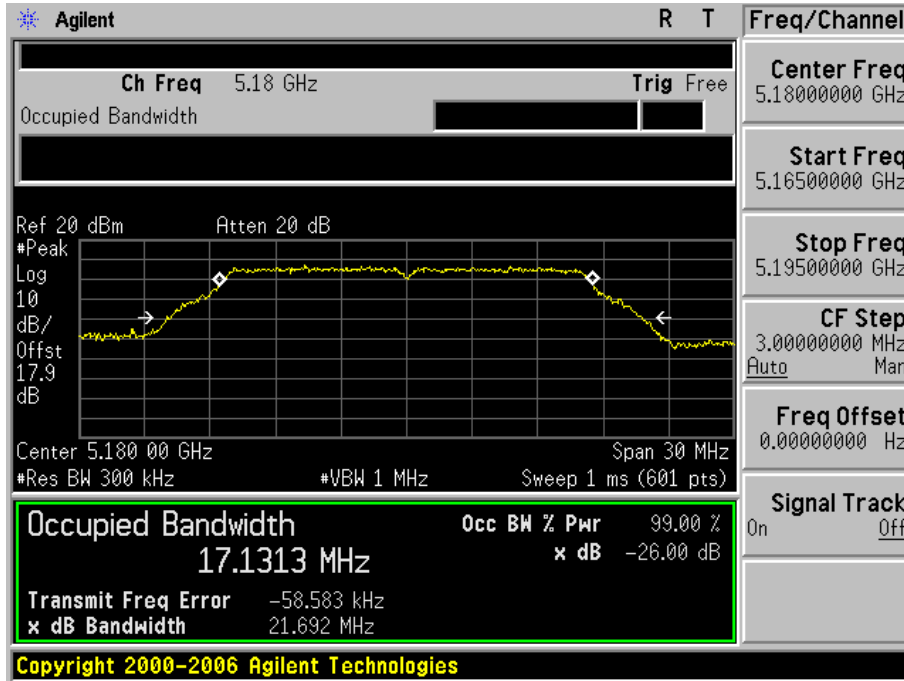 Agilent R T
Freq/Channel
Ch Freq 5.18 GHz Trig Free
Occupied Bandwidth
Center Freq
5.18000000 GHz
Start Freq
5.16500000 GHz
Stop Freq
5.19500000 GHz
CF Step
3.00000000 MHz
Auto Man
Freq Offset
0.00000000 Hz
Signal Track
On Off
Ref 20 dBm Atten 20 dB
#Peak
Log
10
dB/
Offst
17.9
dB
Center 5.180 00 GHz Span 30 MHz
#Res BW 300 kHz #VBW 1 MHz Sweep 1 ms (601 pts)
Occupied Bandwidth
17.1313 MHz
Occ BW % Pwr 99.00 %
x dB -26.00 dB
Transmit Freq Error -58.583 kHz
x dB Bandwidth 21.692 MHz
Copyright 2000-2006 Agilent Technologies